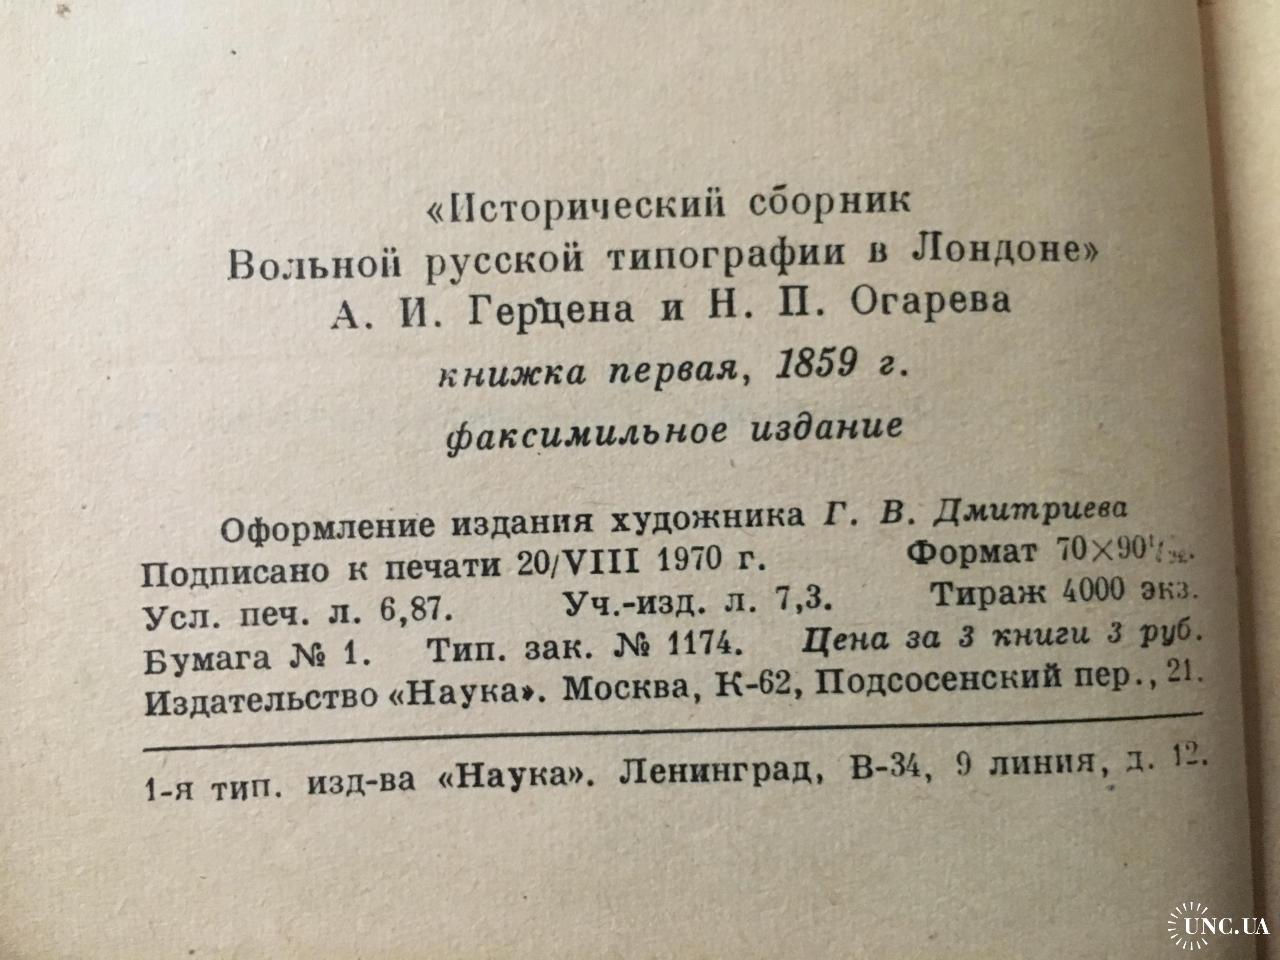 «Исторический сборник
Вольной русской типографии в Лондоне»
А. И. Герцена и Н. П. Огарева
книжка первая, 1859 г.
факсимильное издание
Оформление издания художника Г. В. Дмитриева
Подписано к печати 20/VIII 1970 г. Формат 70×90
Усл. печ. л. 6,87. Уч.-изд. л. 7,3. Тираж 4000 экз.
Бумага № 1. Тип. зак. № 1174. Цена за 3 книги 3 руб.
Издательство «Наука». Москва, К-62, Подсосенский пер., 21.
1-я тип. изд-ва «Наука». Ленинград, В-34, 9 линия, д. 12.
UNC.UA